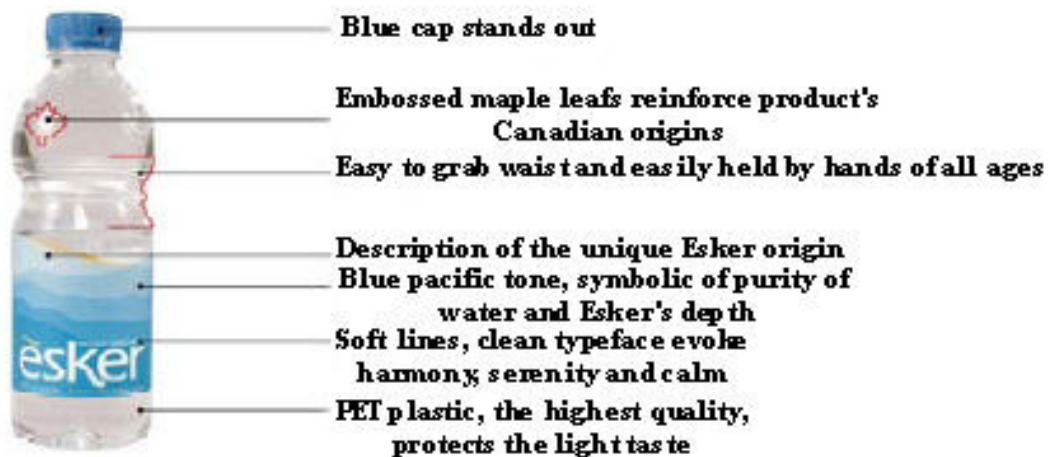 Blue cap stands out
Embossed maple leafs reinforce product's
Canadian origins
Easy to grab waist and easily held by hands of all ages
Description of the unique Esker origin
Blue pacific tone, symbolic of purity of
water and Esker's depth
Soft lines, clean typeface evoke
harmony, serenity and calm
esker
PET plastic, the highest quality,
protects the light taste